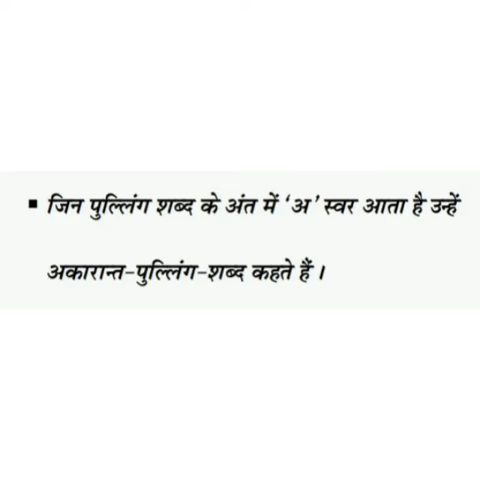 ▪ जिन पुल्लिंग शब्द के अंत में ‘अ’ स्वर आता है उन्हें
अकारान्त-पुल्लिंग-शब्द कहते हैं ।